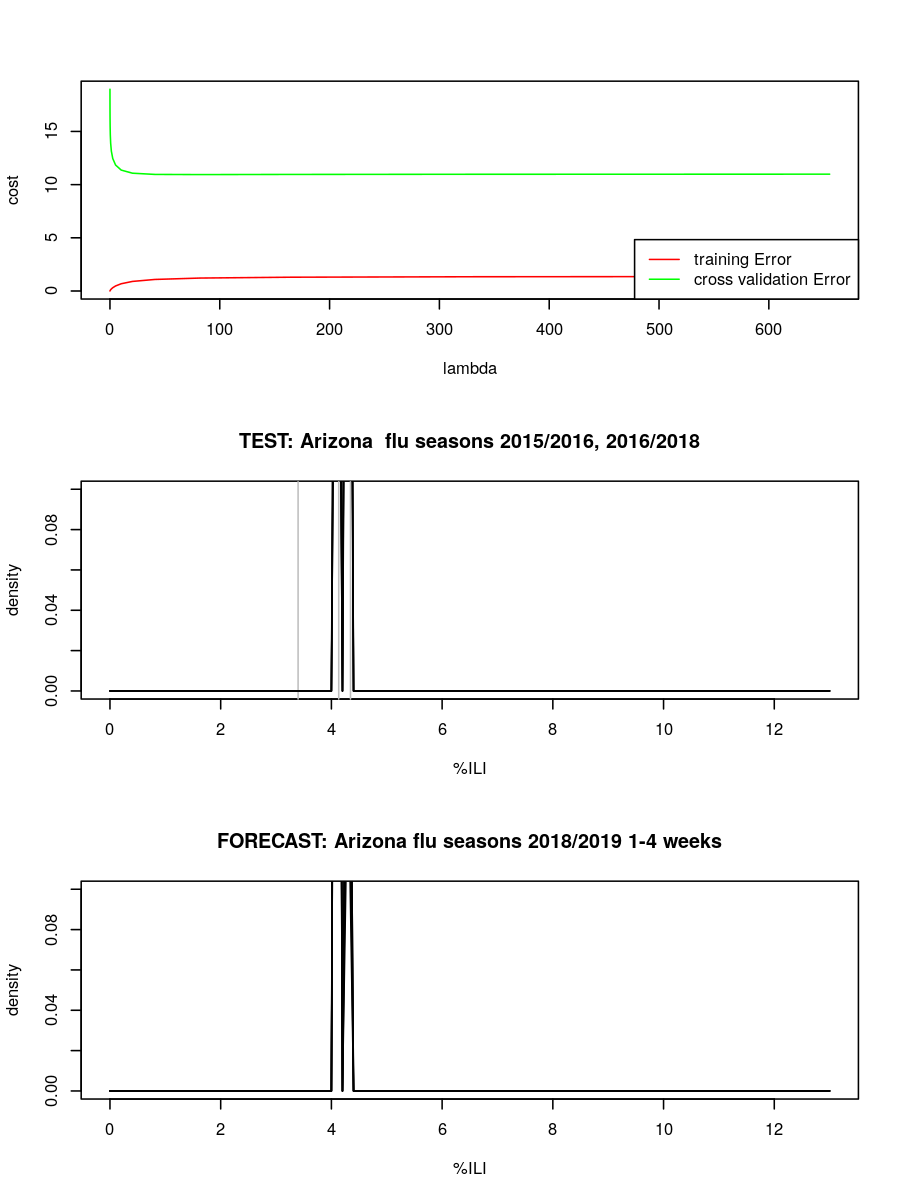 cost
15
10
5
0
training Error
cross validation Error
0 100 200 300 400 500 600
lambda
TEST: Arizona  flu seasons 2015/2016, 2016/2018
density
0.08
0.04
0.00
0 2 4 6 8 10 12
%ILI
FORECAST: Arizona flu seasons 2018/2019 1-4 weeks
density
0.08
0.04
0.00
0 2 4 6 8 10 12
%ILI